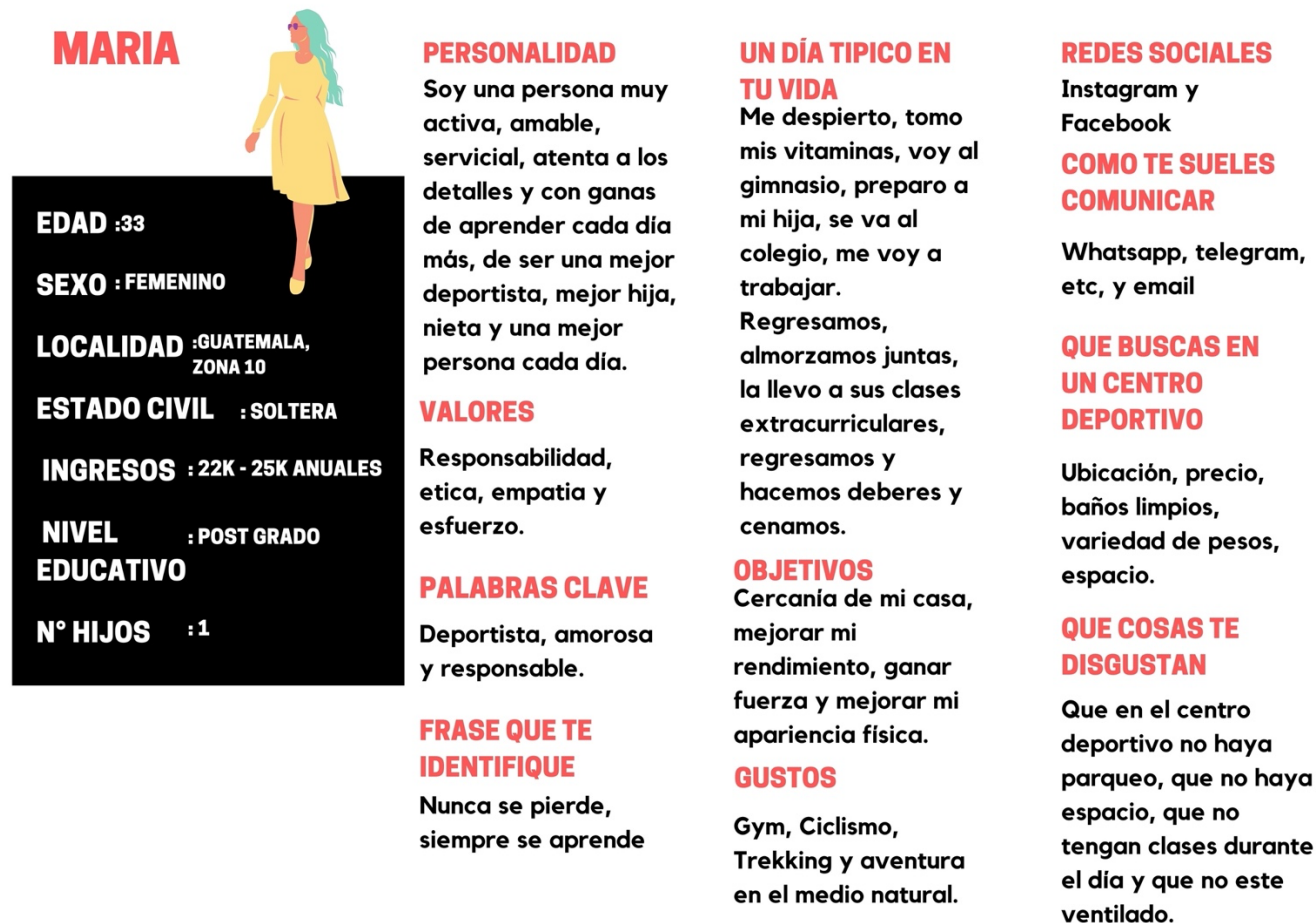 MARIA
EDAD :33
SEXO : FEMENINO
LOCALIDAD :GUATEMALA,
ZONA 10
ESTADO CIVIL : SOLTERA
INGRESOS : 22K - 25K ANUALES
NIVEL : POST GRADO
EDUCATIVO
N° HIJOS : 1
PERSONALIDAD
Soy una persona muy
activa, amable,
servicial, atenta a los
detalles y con ganas
de aprender cada día
más, de ser una mejor
deportista, mejor hija,
nieta y una mejor
persona cada día.
VALORES
Responsabilidad,
etica, empatia y
esfuerzo.
PALABRAS CLAVE
Deportista, amorosa
y responsable.
FRASE QUE TE
IDENTIFIQUE
Nunca se pierde,
siempre se aprende
UN DÍA TIPICO EN
TU VIDA
Me despierto, tomo
mis vitaminas, voy al
gimnasio, preparo a
mi hija, se va al
colegio, me voy a
trabajar.
Regresamos,
almorzamos juntas,
la llevo a sus clases
extracurriculares,
regresamos y
hacemos deberes y
cenamos.
OBJETIVOS
Cercanía de mi casa,
mejorar mi
rendimiento, ganar
fuerza y mejorar mi
apariencia física.
GUSTOS
Gym, Ciclismo,
Trekking y aventura
en el medio natural.
REDES SOCIALES
Instagram y
Facebook
COMO TE SUELES
COMUNICAR
Whatsapp, telegram,
etc, y email
QUE BUSCAS EN
UN CENTRO
DEPORTIVO
Ubicación, precio,
baños limpios,
variedad de pesos,
espacio.
QUE COSAS TE
DISGUSTAN
Que en el centro
deportivo no haya
parqueo, que no haya
espacio, que no
tengan clases durante
el día y que no este
ventilado.